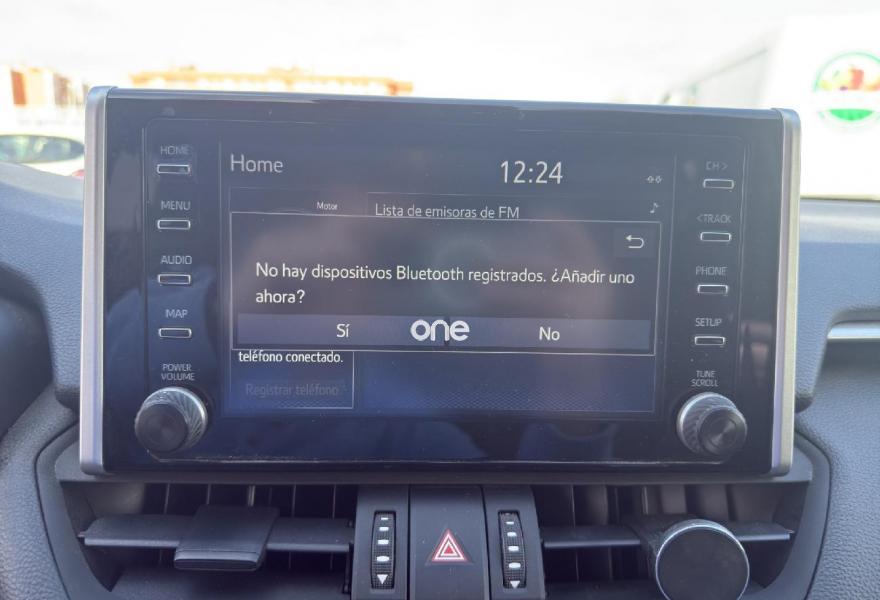 HOME
MENU
AUDIO
MAP
POWER
VOLUME
Home
12:24
Motor
Lista de emisoras de FM
No hay dispositivos Bluetooth registrados. ¿Añadir uno
ahora?
Sí
one
No
teléfono conectado.
Registrar teléfono
CH >
< TRACK
PHONE
SETUP
TUNE
SCROLL